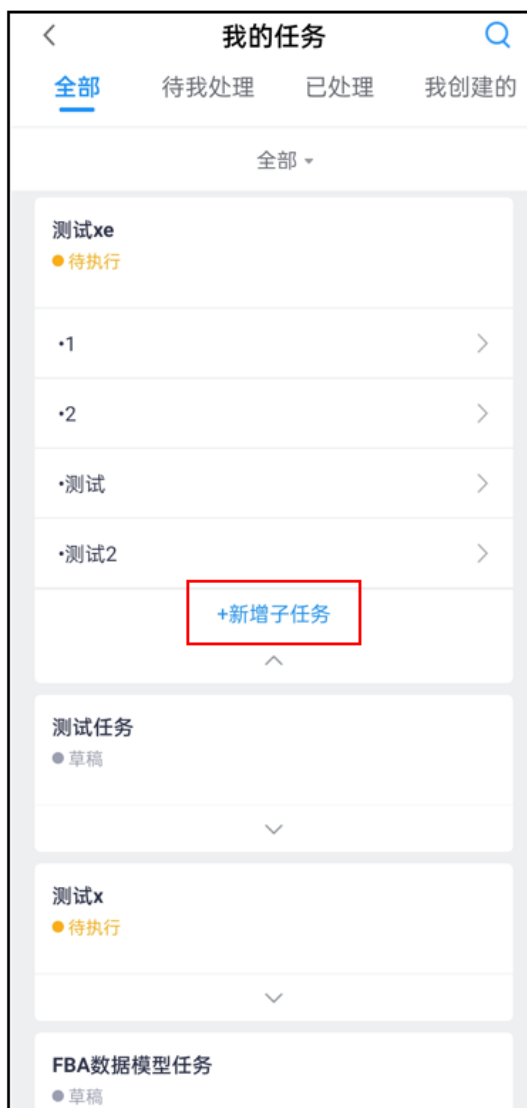 我的任务
全部 待我处理 已处理 我创建的
全部
测试xe
待执行
·1
·2
·测试
·测试2
+新增子任务
测试任务
草稿
测试x
待执行
FBA数据模型任务
草稿